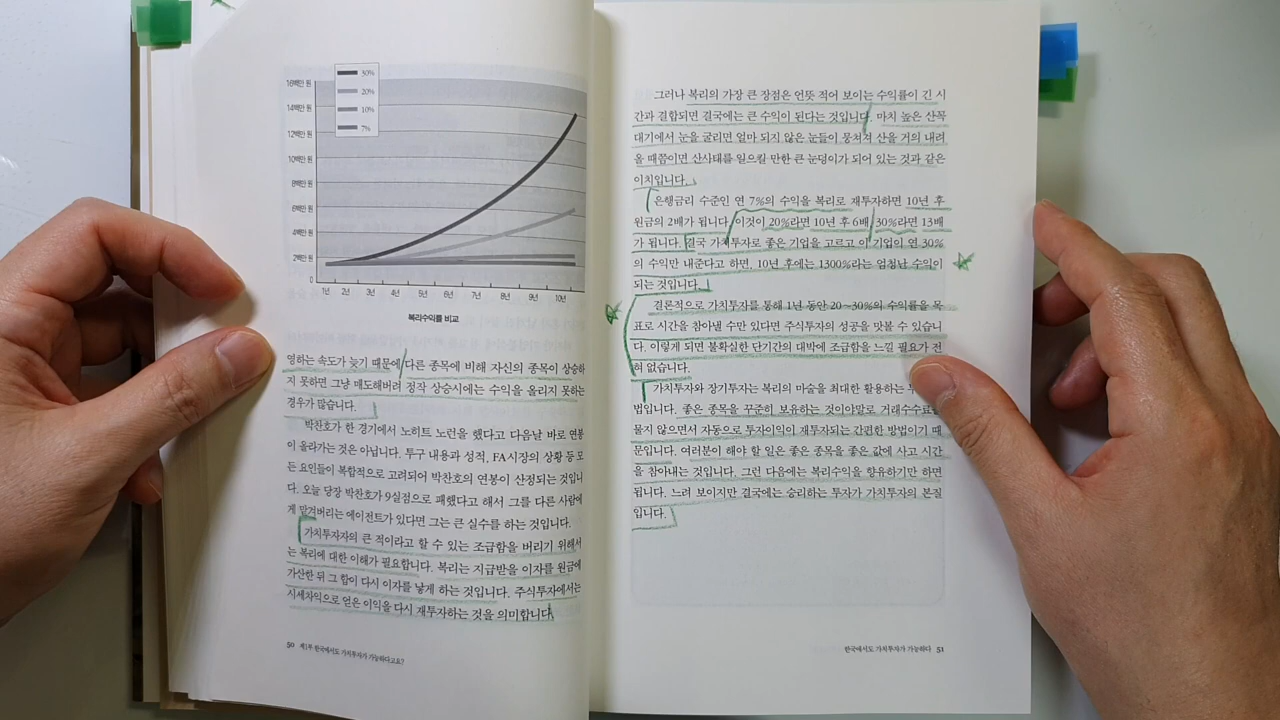 16백만 원
14백만 원
12백만 원
10백만 원
8백만 원
6백만 원
4백만 원
2백만 원
0
30%
20%
10%
7%
1년 2년 3년 4년 5년 6년 7년 8년 9년 10년
복리수익률 비교
영하는 속도가 늦기 때문에 다른 종목에 비해 자신의 종목이 상승하
지 못하면 그냥 매도해버려 정작 상승시에는 수익을 올리지 못하는
경우가 많습니다.
박찬호가 한 경기에서 노히트 노런을 했다고 다음날 바로 연봉
이 올라가는 것은 아닙니다. 투구 내용과 성적, FA시장의 상황 등 모
든 요인들이 복합적으로 고려되어 박찬호의 연봉이 산정되는 것입니
다. 오늘 당장 박찬호가 9실점으로 패했다고 해서 그를 다른 사람에
게 맡겨버리는 에이전트가 있다면 그는 큰 실수를 하는 것입니다.
가치투자자의 큰 적이라고 할 수 있는 조급함을 버리기 위해서
는 복리에 대한 이해가 필요합니다. 복리는 지급받을 이자를 원금에
가산한 뒤 그 합이 다시 이자를 낳게 하는 것입니다. 주식투자에서는
시세차익으로 얻은 이익을 다시 재투자하는 것을 의미합니다.
50 제1부 한국에서도 가치투자가 가능하다고요?
그러나 복리의 가장 큰 장점은 언뜻 적어 보이는 수익률이 긴 시
간과 결합되면 결국에는 큰 수익이 된다는 것입니다. 마치 높은 산꼭
대기에서 눈을 굴리면 얼마 되지 않은 눈들이 뭉쳐져 산을 거의 내려
올 때쯤이면 산사태를 일으킬 만한 큰 눈덩이가 되어 있는 것과 같은
이치입니다.
은행금리 수준인 연 7%의 수익을 복리로 재투자하면 10년 후
원금의 2배가 됩니다. 이것이 20%라면 10년 후 6배, 30%라면 13배
가 됩니다. 결국 가치투자로 좋은 기업을 고르고 이 기업이 연 30%
의 수익만 내준다고 하면, 10년 후에는 1300%라는 엄청난 수익이
되는 것입니다.
결론적으로 가치투자를 통해 1년 동안 20~30%의 수익률을 목
표로 시간을 참아낼 수만 있다면 주식투자의 성공을 맛볼 수 있습니
다. 이렇게 되면 불확실한 단기간의 대박에 조급함을 느낄 필요가 전
혀 없습니다.
가치투자와 장기투자는 복리의 마술을 최대한 활용하는
법입니다. 좋은 종목을 꾸준히 보유하는 것이야말로 거래수수료를
물지 않으면서 자동으로 투자이익이 재투자되는 간편한 방법이기 때
문입니다. 여러분이 해야 할 일은 좋은 종목을 좋은 값에 사고 시간
을 참아내는 것입니다. 그런 다음에는 복리수익을 향유하기만 하면
됩니다. 느려 보이지만 결국에는 승리하는 투자가 가치투자의 본질
입니다.
한국에서도 가치투자가 가능하다 51